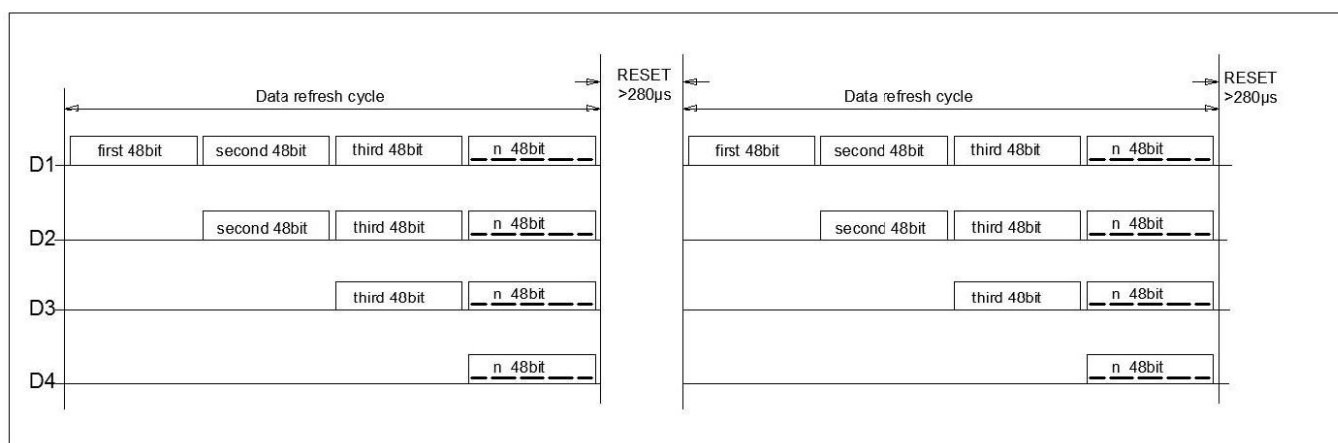 RESET
>280µs
RESET
>280µs
Data refresh cycle
Data refresh cycle
D1
first 48bit
second 48bit
third 48bit
n 48bit
first 48bit
second 48bit
third 48bit
n 48bit
D2
second 48bit
third 48bit
n 48bit
second 48bit
third 48bit
n 48bit
D3
third 48bit
n 48bit
third 48bit
n 48bit
D4
n 48bit
n 48bit